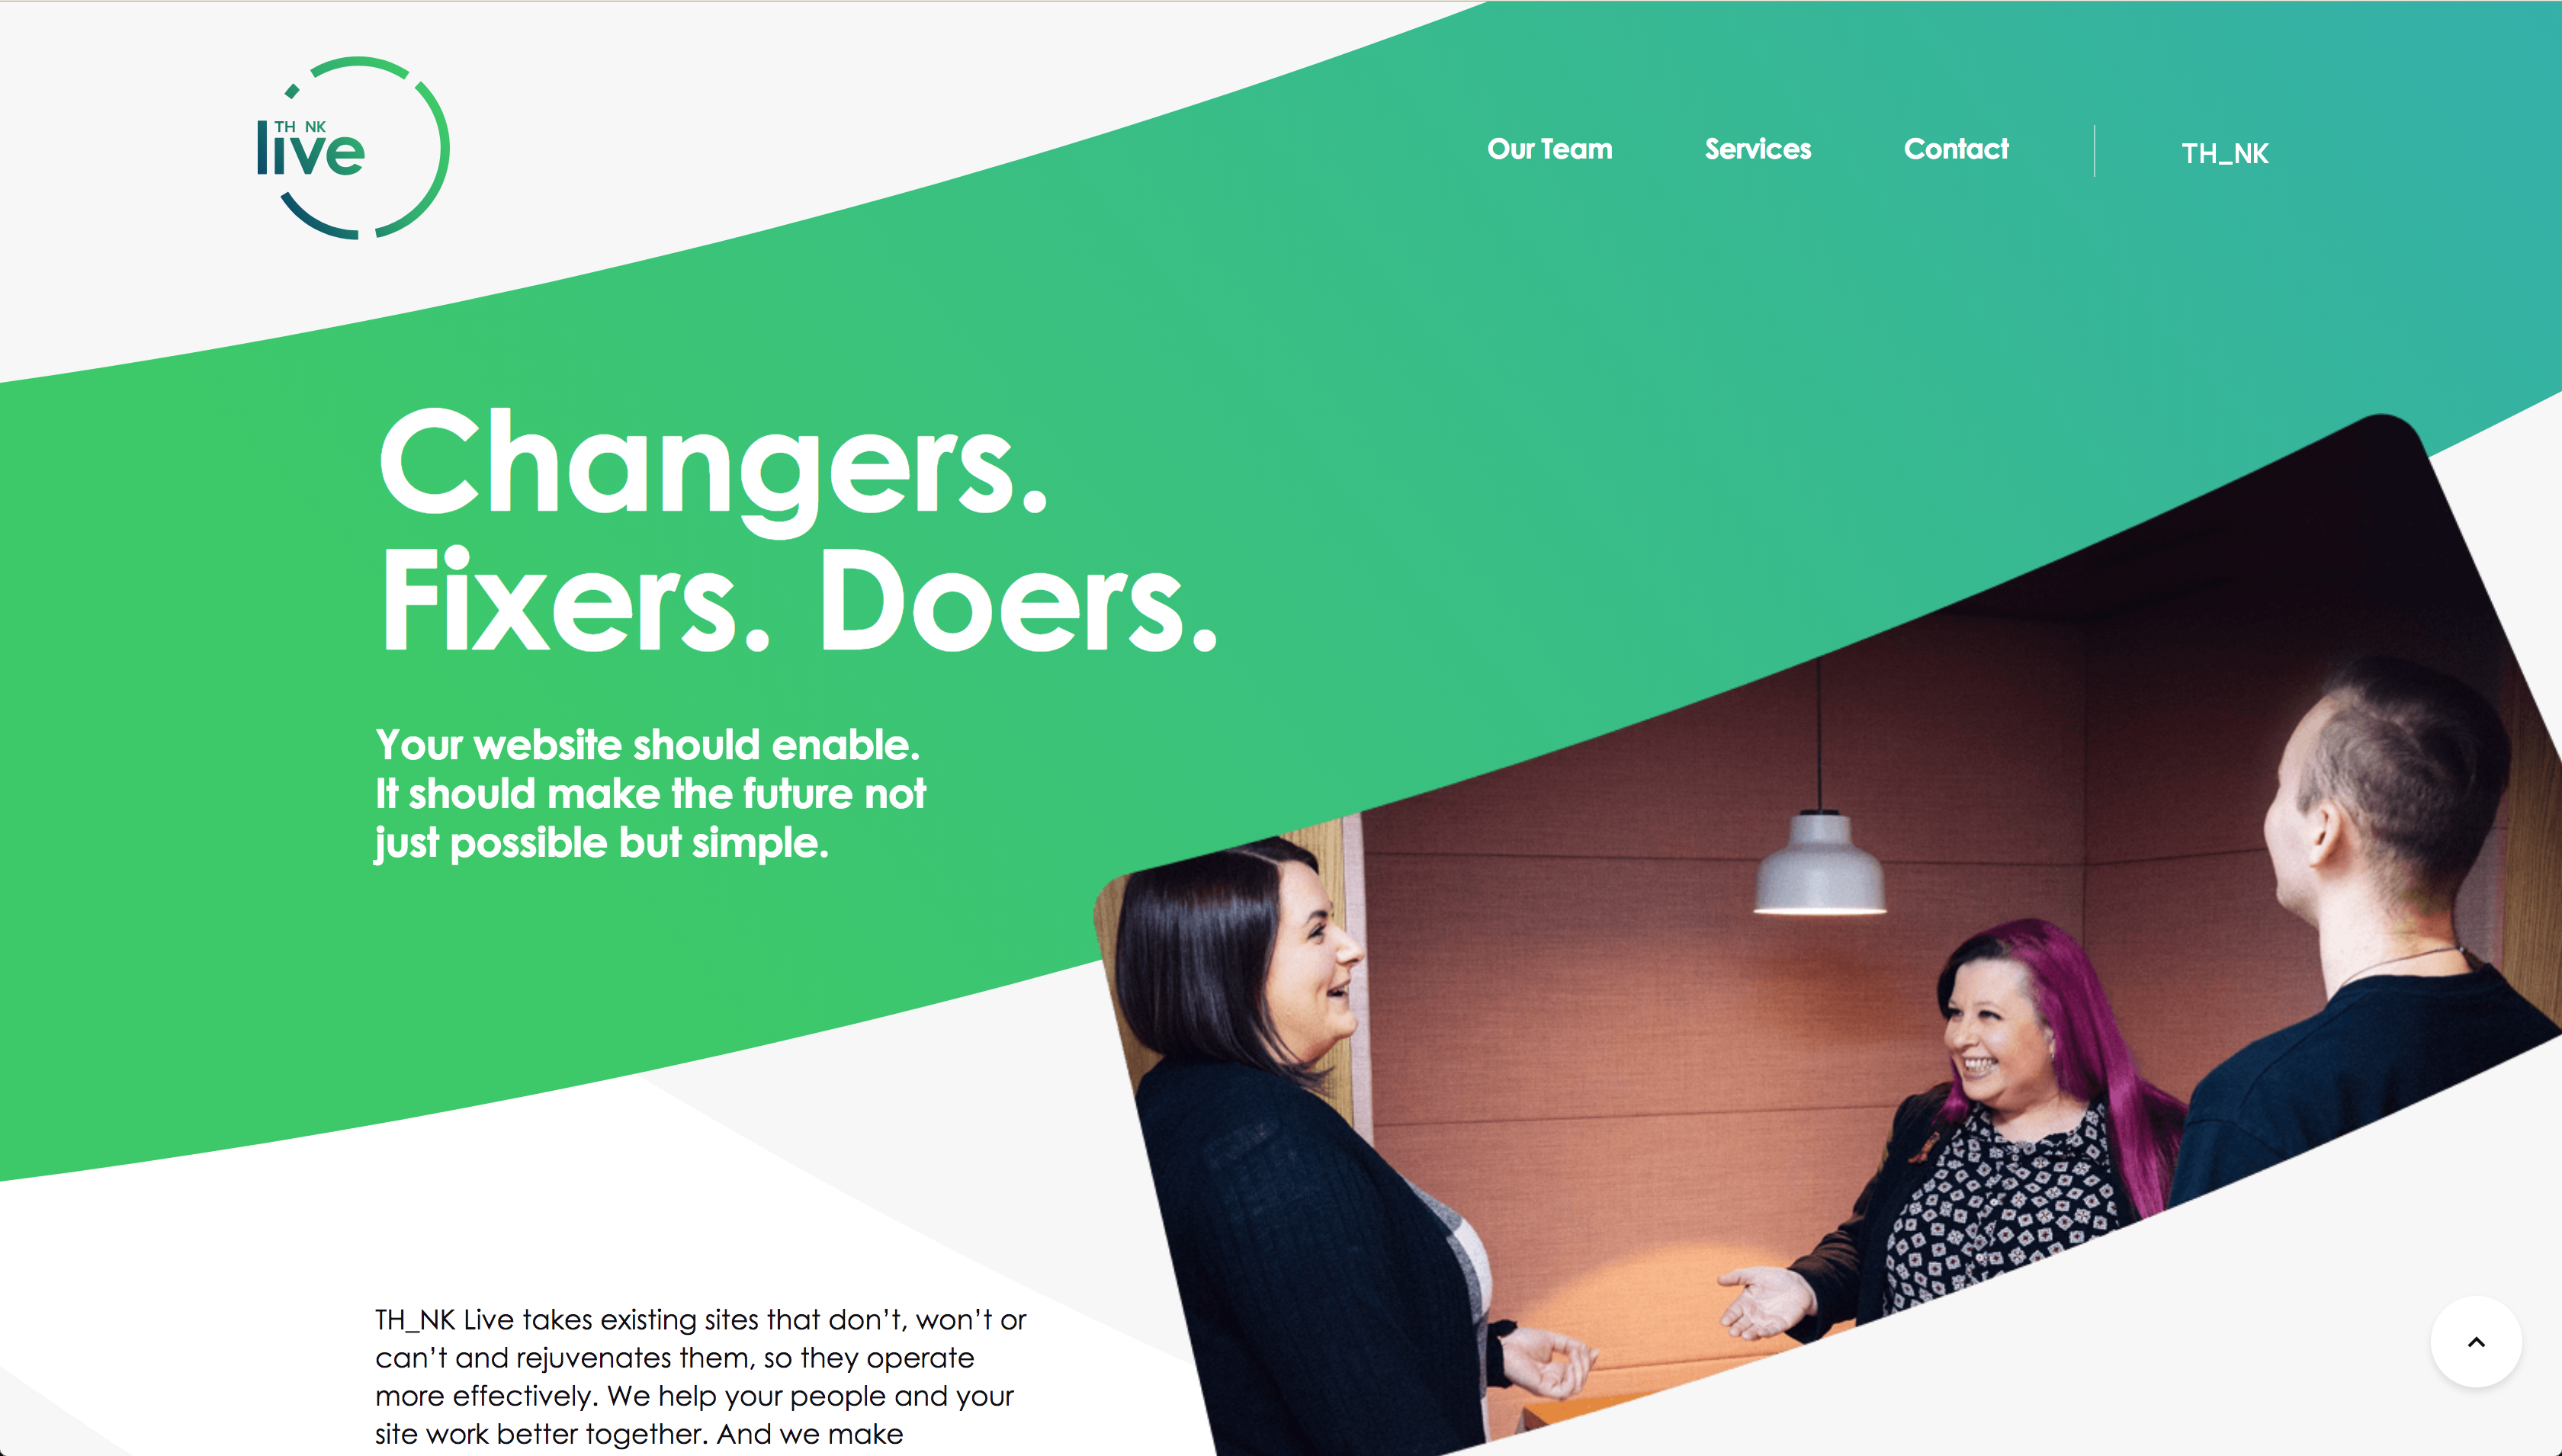 TH NK
live
Our Team
Services
Contact
TH_NK
Changers.
Fixers. Doers.
Your website should enable.
It should make the future not
just possible but simple.
TH_NK Live takes existing sites that don’t, won’t or
can’t and rejuvenates them, so they operate
more effectively. We help your people and your
site work better together. And we make